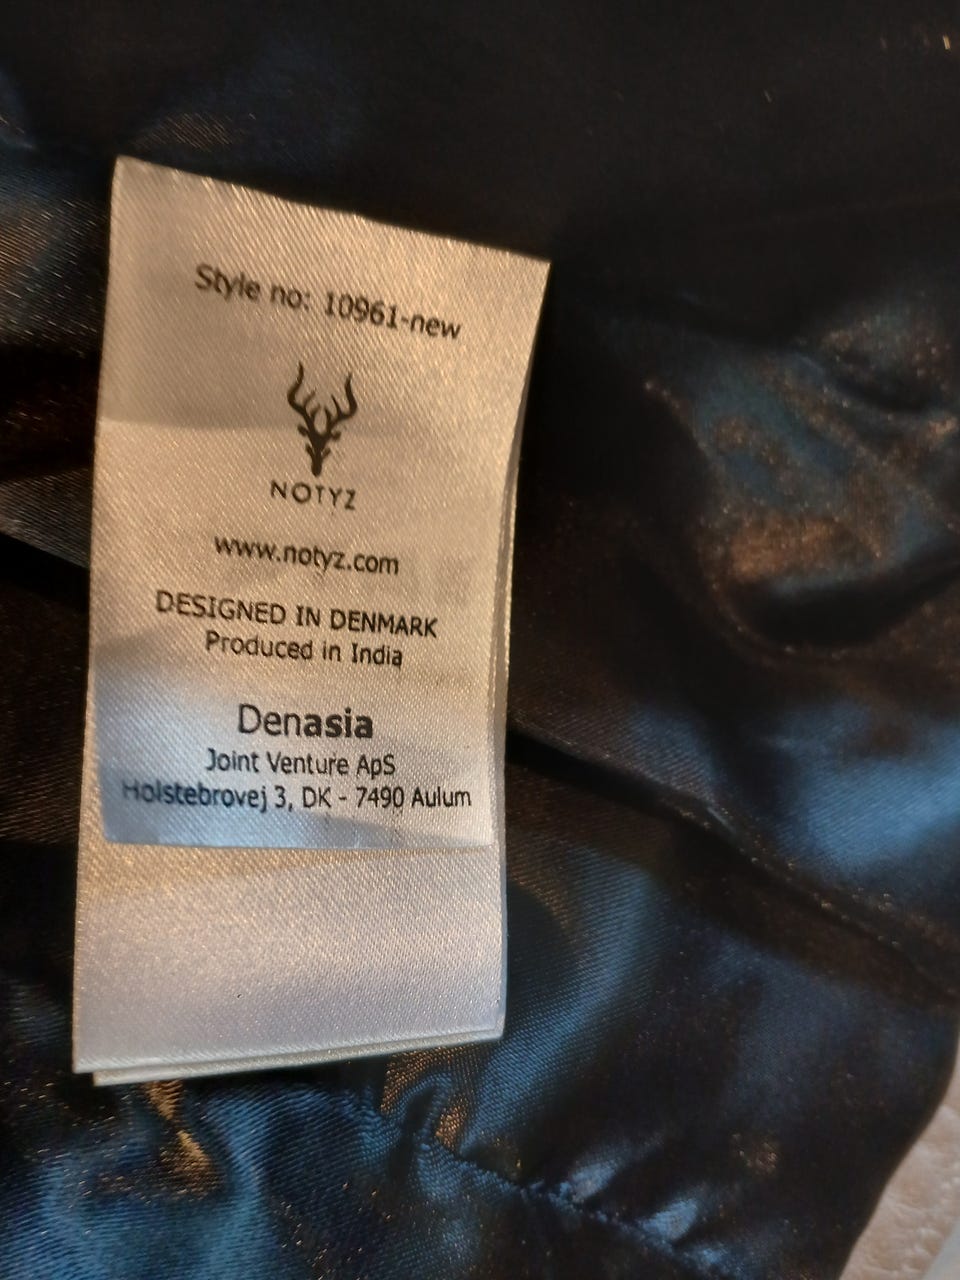 Style no: 10961-new
NOTYZ
www.notyz.com
DESIGNED IN DENMARK
Produced in India
Denasia
Joint Venture ApS
Holstebrovej 3, DK - 7490 Aulum